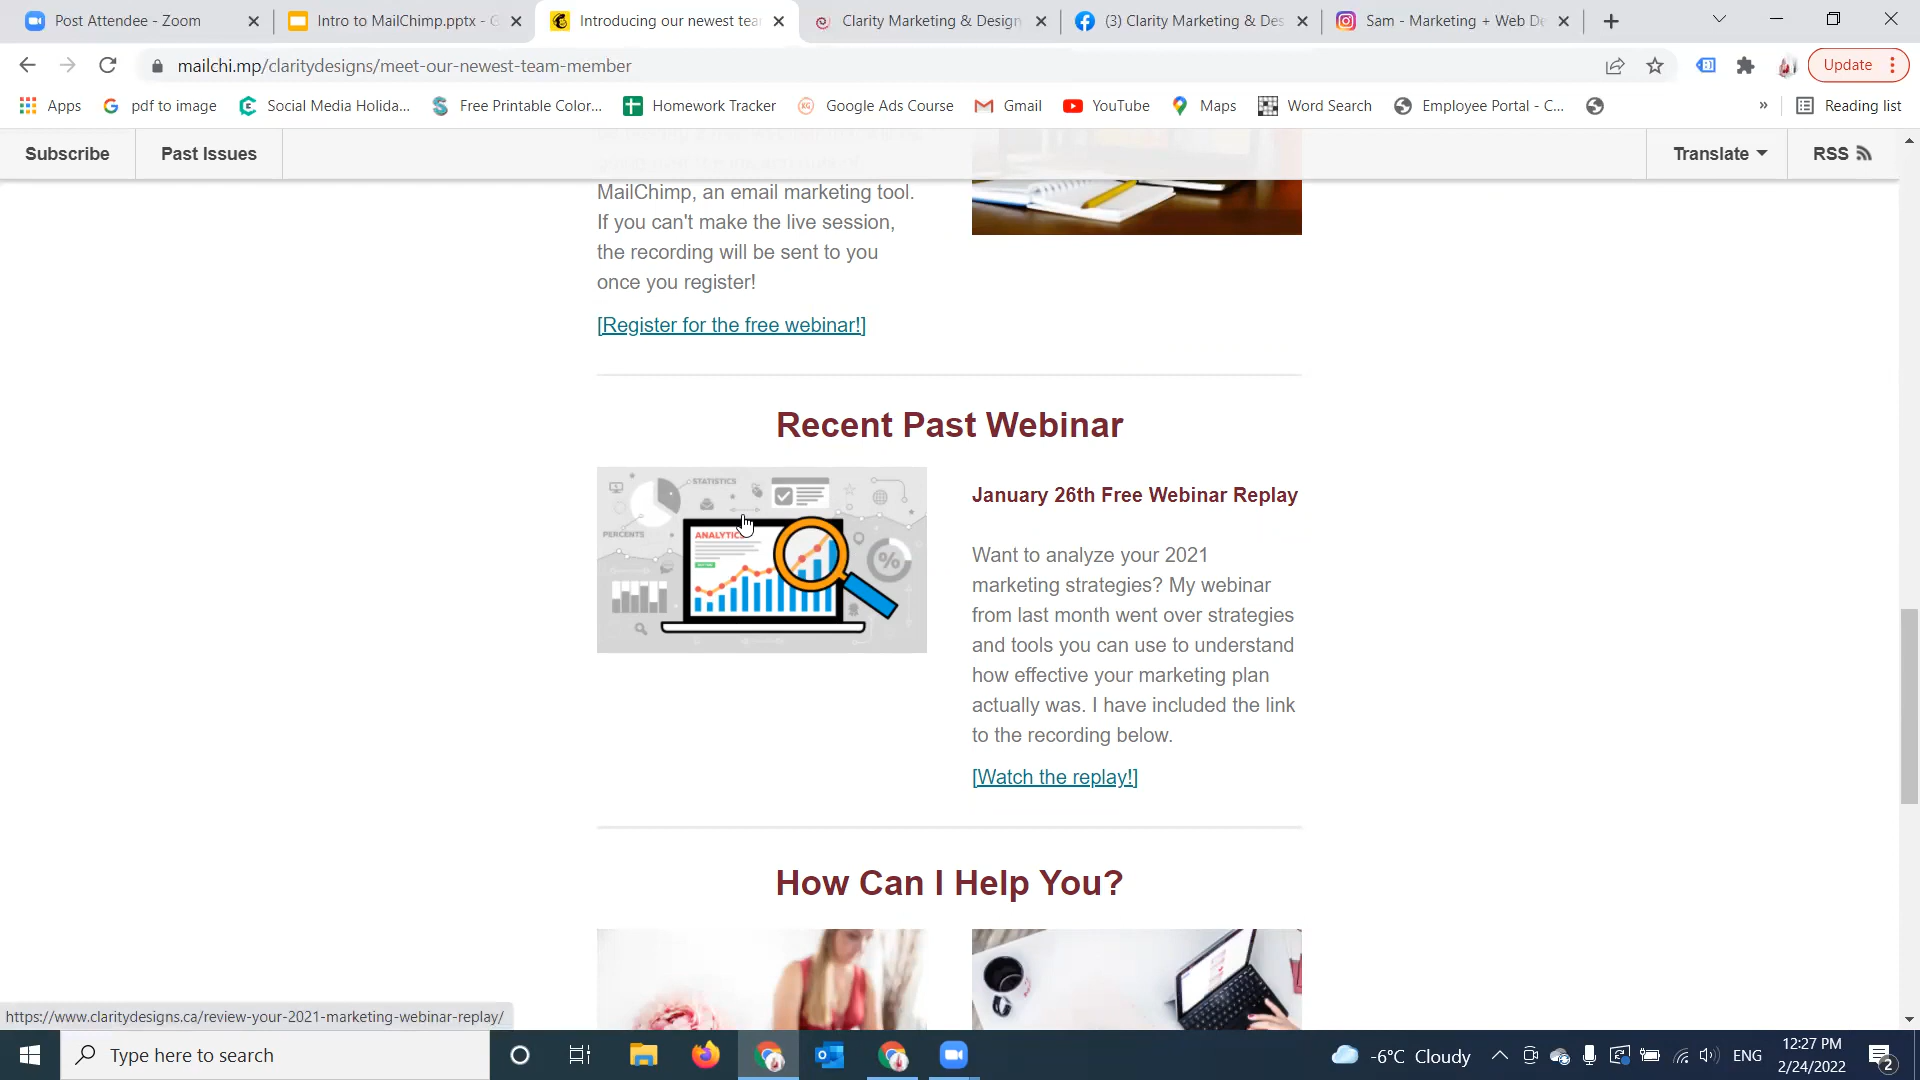 Post Attendee - Zoom
Intro to MailChimp.pptx - G
Introducing our newest tea
Clarity Marketing & Design
(3) Clarity Marketing & Des
Sam - Marketing + Web De
mailchi.mp/claritydesigns/meet-our-newest-team-member
Update
Apps
pdf to image
Social Media Holida...
Free Printable Color...
Homework Tracker
Google Ads Course
Gmail
YouTube
Maps
Word Search
Employee Portal - C...
»
Reading list
Subscribe
Past Issues
Translate
RSS
MailChimp, an email marketing tool.
If you can't make the live session,
the recording will be sent to you
once you register!
[Register for the free webinar!]
Recent Past Webinar
STATISTICS
PERCENTS
ANALYTIC
%
January 26th Free Webinar Replay
Want to analyze your 2021
marketing strategies? My webinar
from last month went over strategies
and tools you can use to understand
how effective your marketing plan
actually was. I have included the link
to the recording below.
[Watch the replay!]
How Can I Help You?
https://www.claritydesigns.ca/review-your-2021-marketing-webinar-replay/
Type here to search
-6°C Cloudy
ENG
12:27 PM
2/24/2022
2